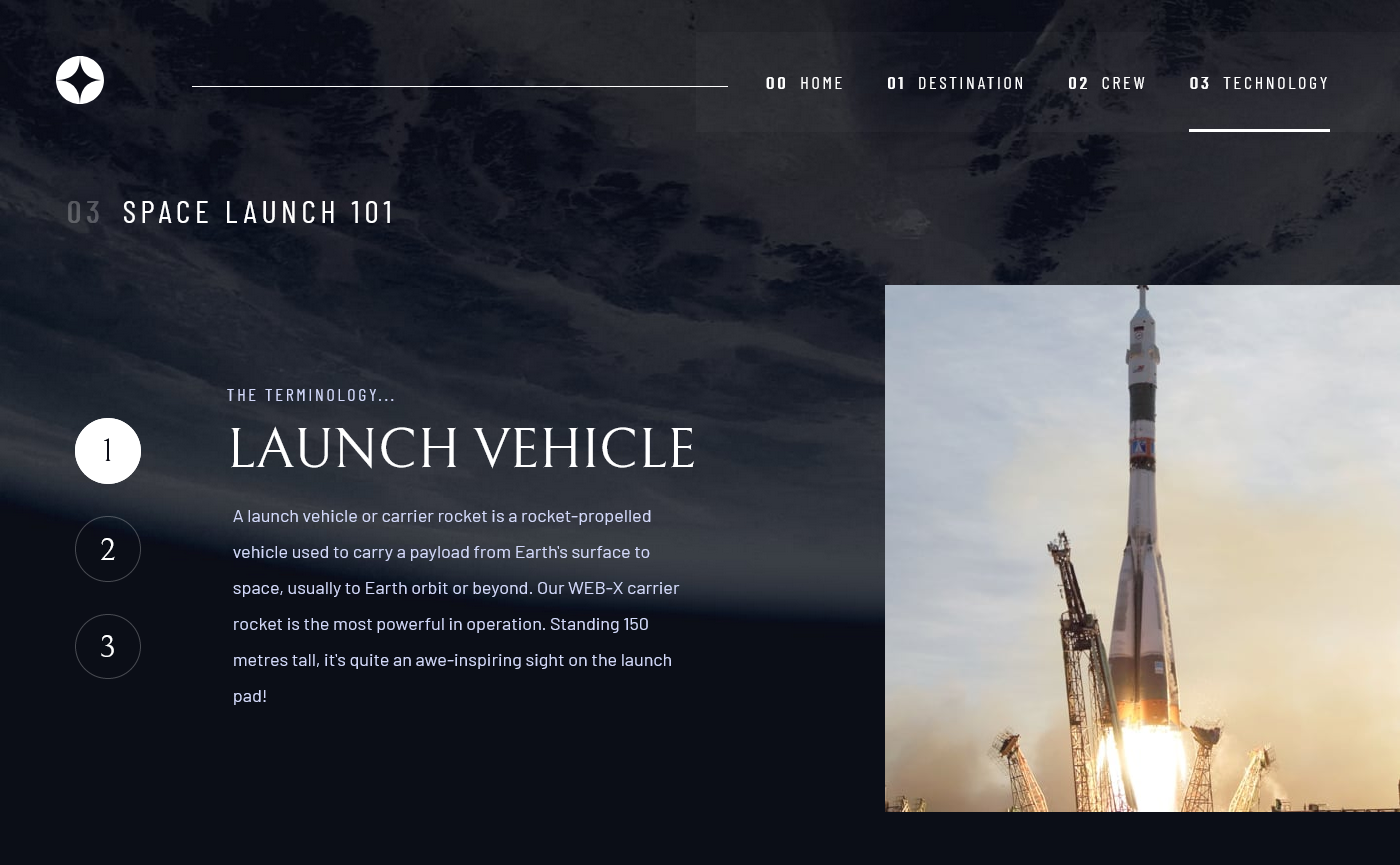 00 HOME 01 DESTINATION 02 CREW 03 TECHNOLOGY
03 SPACE LAUNCH 101
THE TERMINOLOGY...
LAUNCH VEHICLE
1
2
3
A launch vehicle or carrier rocket is a rocket-propelled
vehicle used to carry a payload from Earth's surface to
space, usually to Earth orbit or beyond. Our WEB-X carrier
rocket is the most powerful in operation. Standing 150
metres tall, it's quite an awe-inspiring sight on the launch
pad!